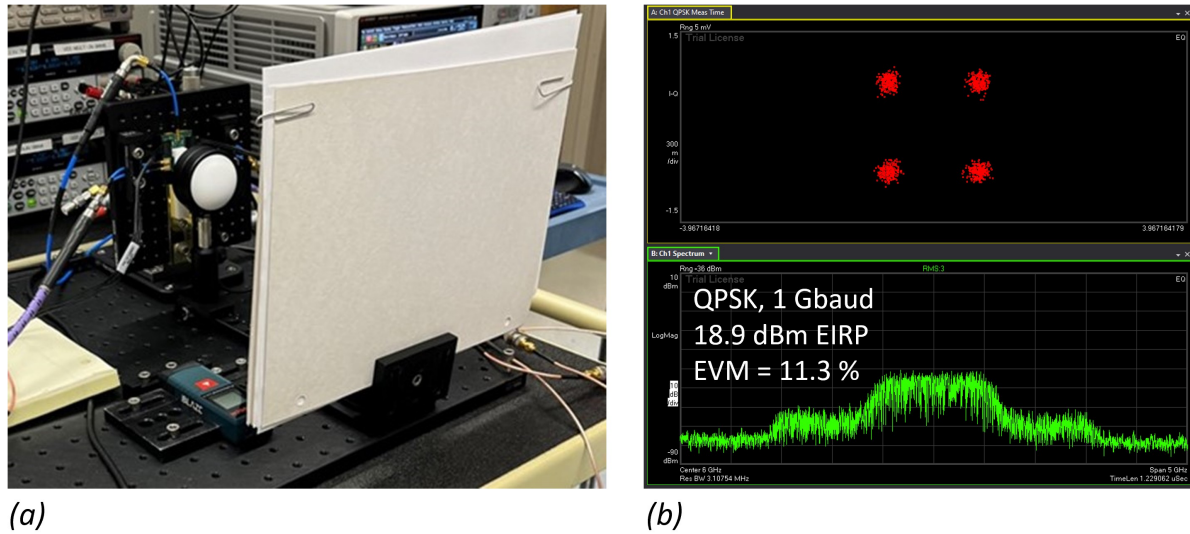 A: Ch1 QPSK Meas Time
Rng 5 mV
1.5
Trial License
EQ
I-Q
300
m
/div
-1.5
-3.96716418
3.967164179
B: Ch1 Spectrum
Rng -36 dBm
RMS:3
10
dBm
Trial License
EQ
QPSK, 1 Gbaud
18.9 dBm EIRP
EVM = 11.3 %
LogMag
10
dB
/div
-90
dBm
Center 6 GHz
Span 5 GHz
Res BW 3.10754 MHz
TimeLen 1.229062 uSec
BLAZE
(a)
(b)